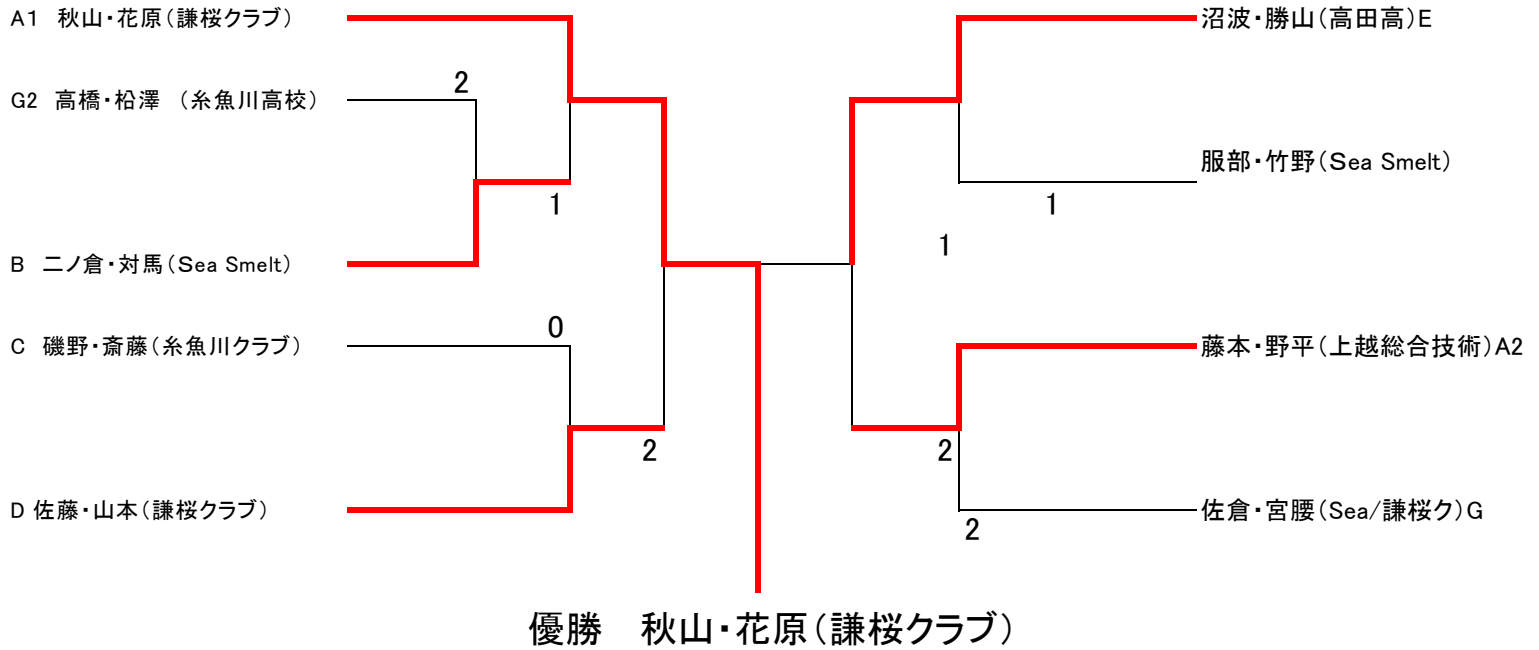 A1 秋山・花原(謙桜クラブ)
沼波・勝山(高田高)E
2
G2 高橋・松澤 (糸魚川高校)
服部・竹野(Sea Smelt)
1
1
1
B 二ノ倉・対馬(Sea Smelt)
0
C 磯野・斎藤(糸魚川クラブ)
藤本・野平(上越総合技術)A2
2
2
D 佐藤・山本(謙桜クラブ)
佐倉・宮腰(Sea/謙桜ク)G
2
優勝 秋山・花原(謙桜クラブ)